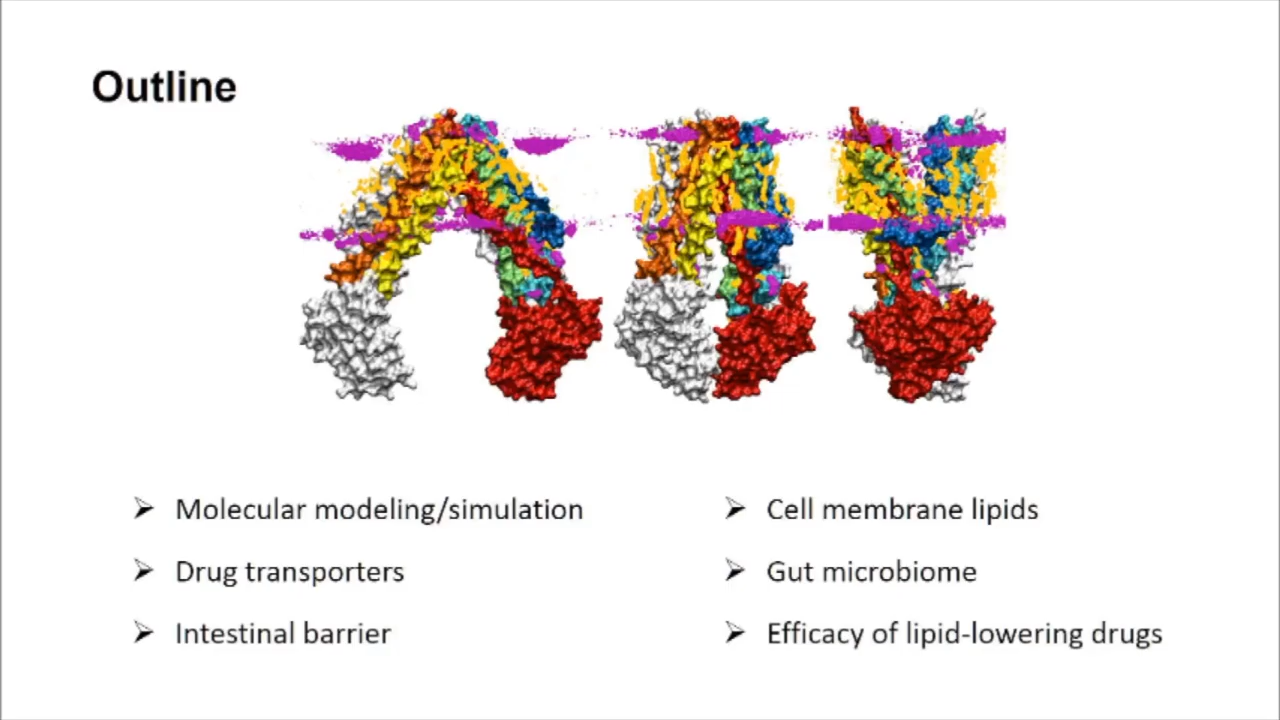 Outline
Molecular modeling/simulation
Drug transporters
Intestinal barrier
Cell membrane lipids
Gut microbiome
Efficacy of lipid-lowering drugs